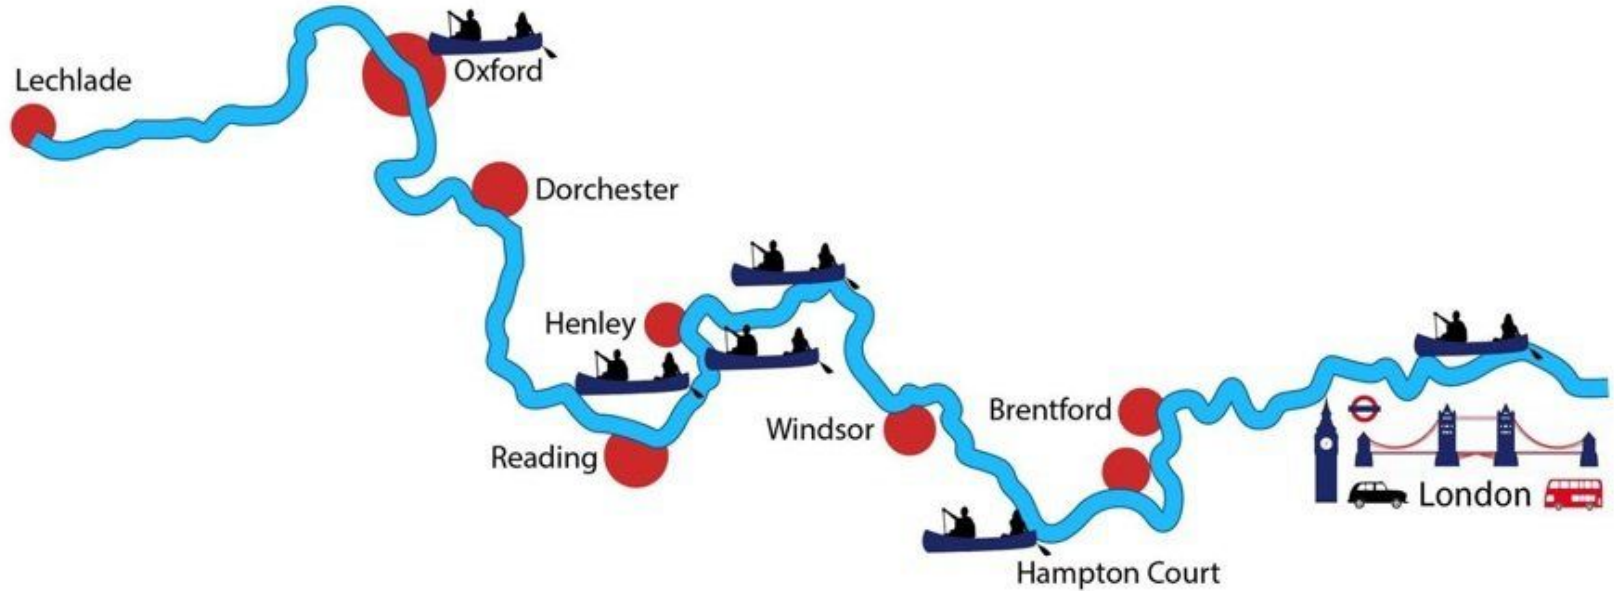 Lechlade
Oxford
Dorchester
Henley
Reading
Windsor
Brentford
Hampton Court
London